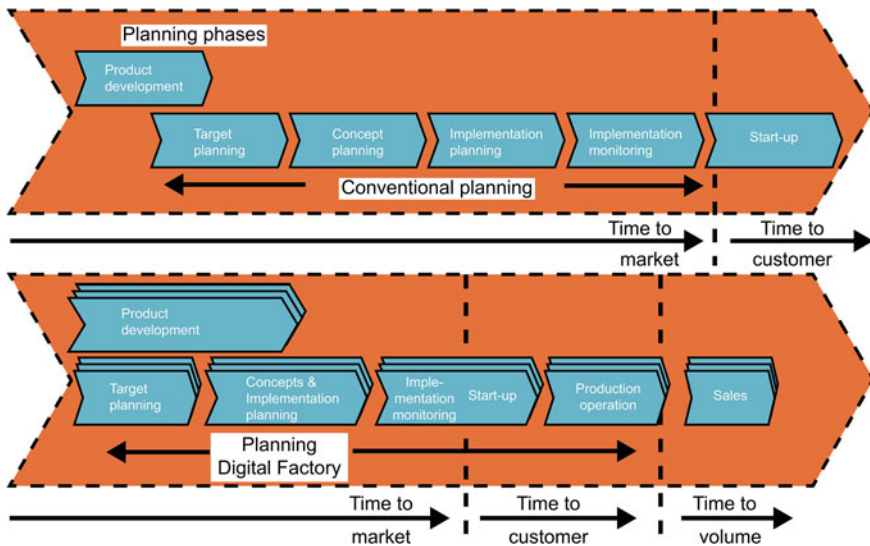 Planning phases
Product
development
Target
planning
Concept
planning
Implementation
planning
Implementation
monitoring
Start-up
Conventional planning
Time to
market
Time to
customer
Product
development
Target
planning
Concepts &
Implementation
planning
Imple-
mentation
monitoring
Start-up
Production
operation
Sales
Planning
Digital Factory
Time to
market
Time to
customer
Time to
volume